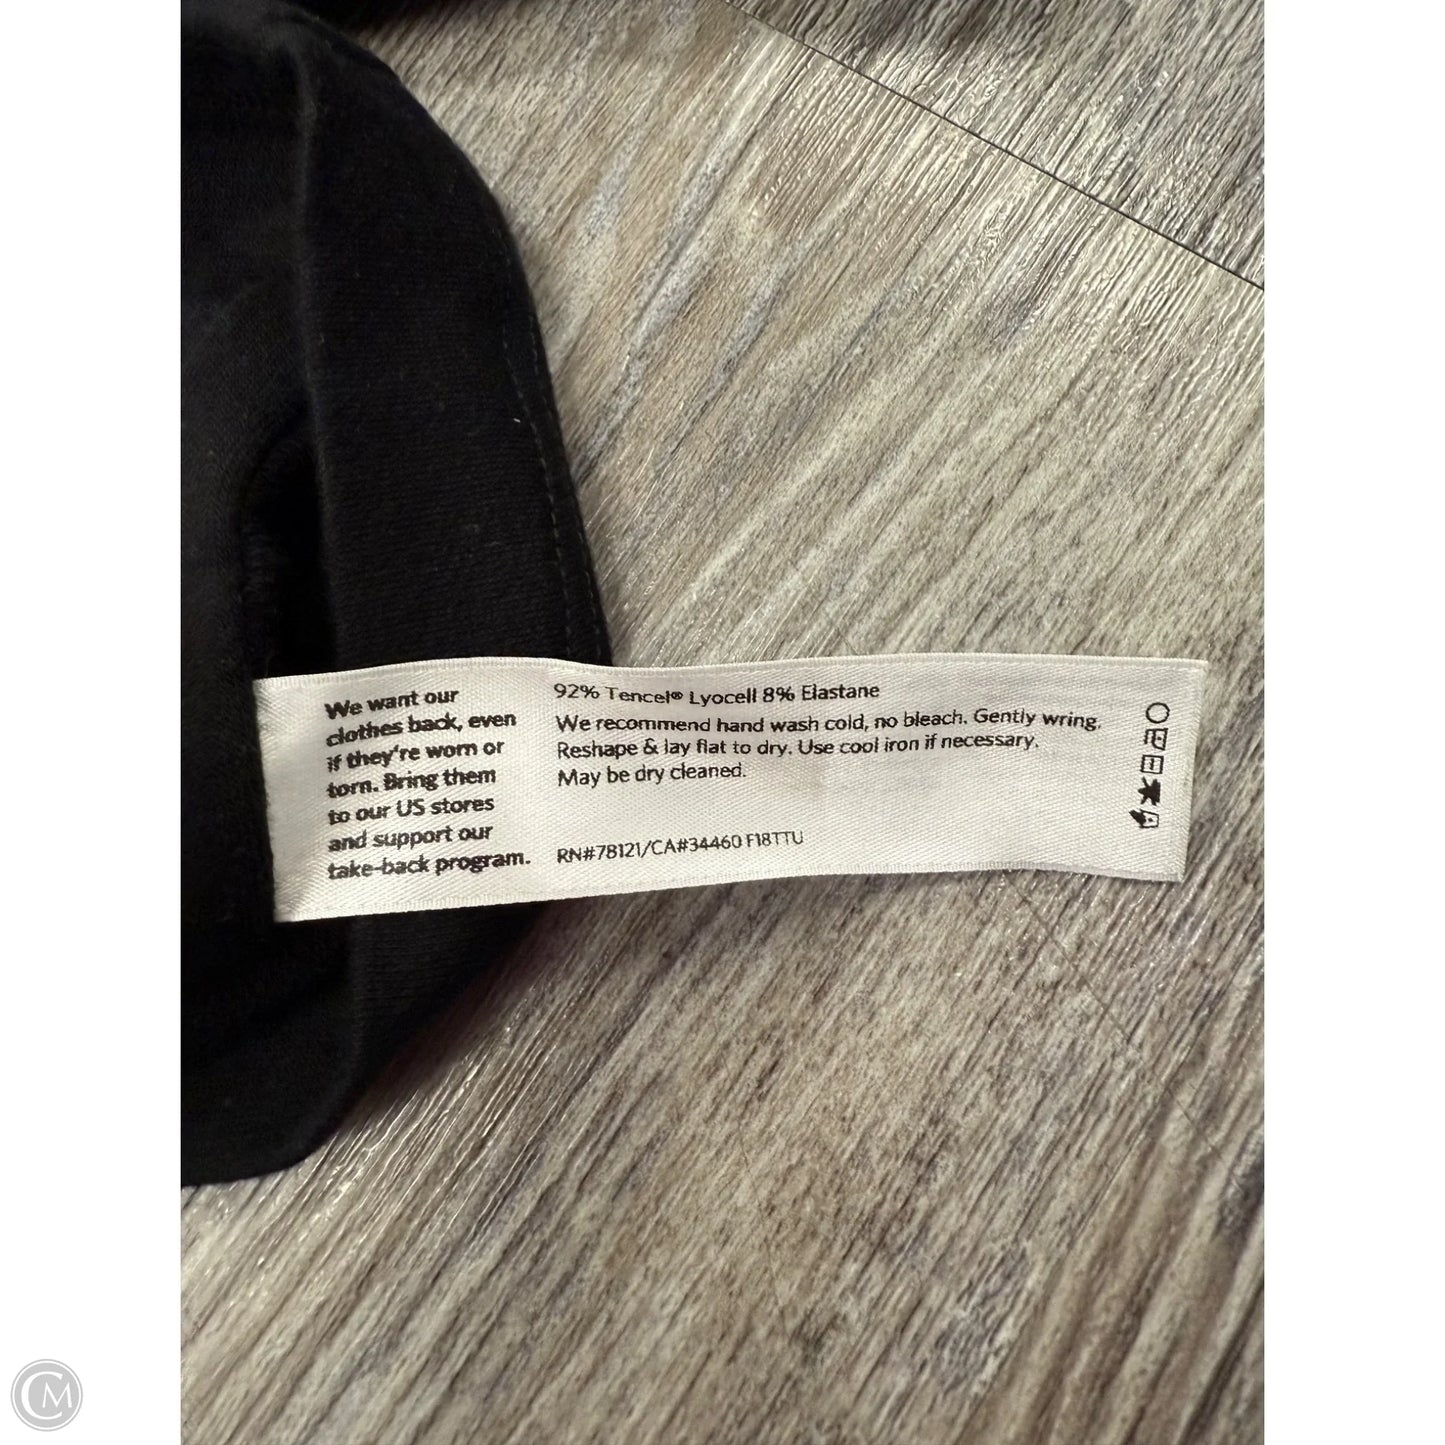 We want our
clothes back, even
if they're worn or
torn. Bring them
to our US stores
and support our
take-back program.
92% Tencel® Lyocell 8% Elastane
We recommend hand wash cold, no bleach. Gently wring.
Reshape & lay flat to dry. Use cool iron if necessary.
May be dry cleaned.
RN#78121/CA#34460 F18TTU
CM